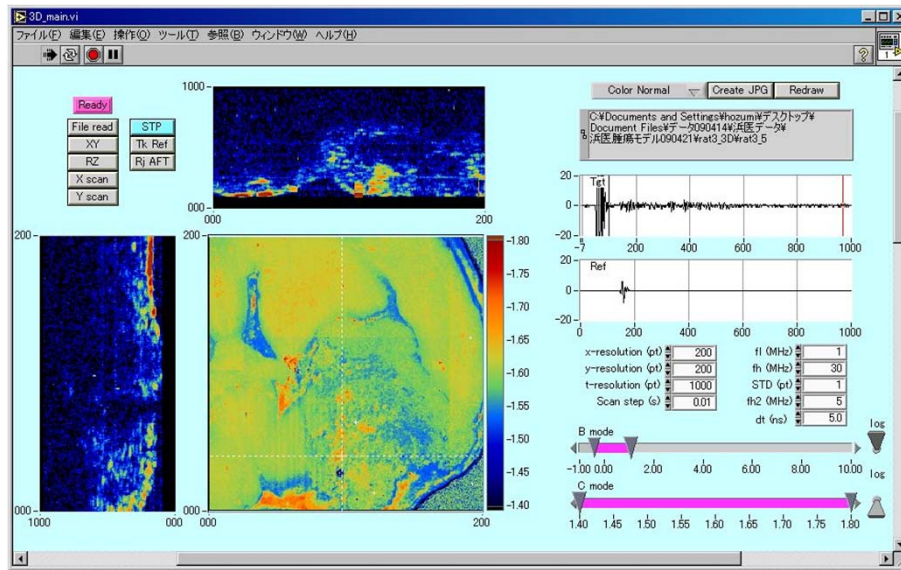 3D_main.vi
ファイル(F) 編集(E) 操作(O) ツール(T) 参照(B) ウィンドウ(W) ヘルプ(H)
?
1
Ready
File read
XY
RZ
X scan
Y scan
STP
Tk Ref
Rj AFT
1000
000
000
200
200
000
1000
000
200
000
000
200
-1.80
-1.75
-1.70
-1.65
-1.60
-1.55
-1.50
-1.45
-1.40
Color Normal
Create JPG
Redraw
C:¥Documents and Settings¥hozumi¥デスクトップ¥
Document Files¥データ090414¥浜医データ¥
浜医腫瘍モデル090421¥rat3_3D¥rat3_5
Tgt
20
0
-20
-7 200 400 600 800 1000
Ref
20
0
-20
0 200 400 600 800 1000
x-resolution (pt) 200
y-resolution (pt) 200
t-resolution (pt) 1000
Scan step (s) 0.01
fl (MHz) 1
fh (MHz) 30
STD (pt) 1
fh2 (MHz) 5
dt (ns) 5.0
B mode
log
-1.00 0.00 2.00 4.00 6.00 8.00 10.00
C mode
log
1.40 1.45 1.50 1.55 1.60 1.65 1.70 1.75 1.80